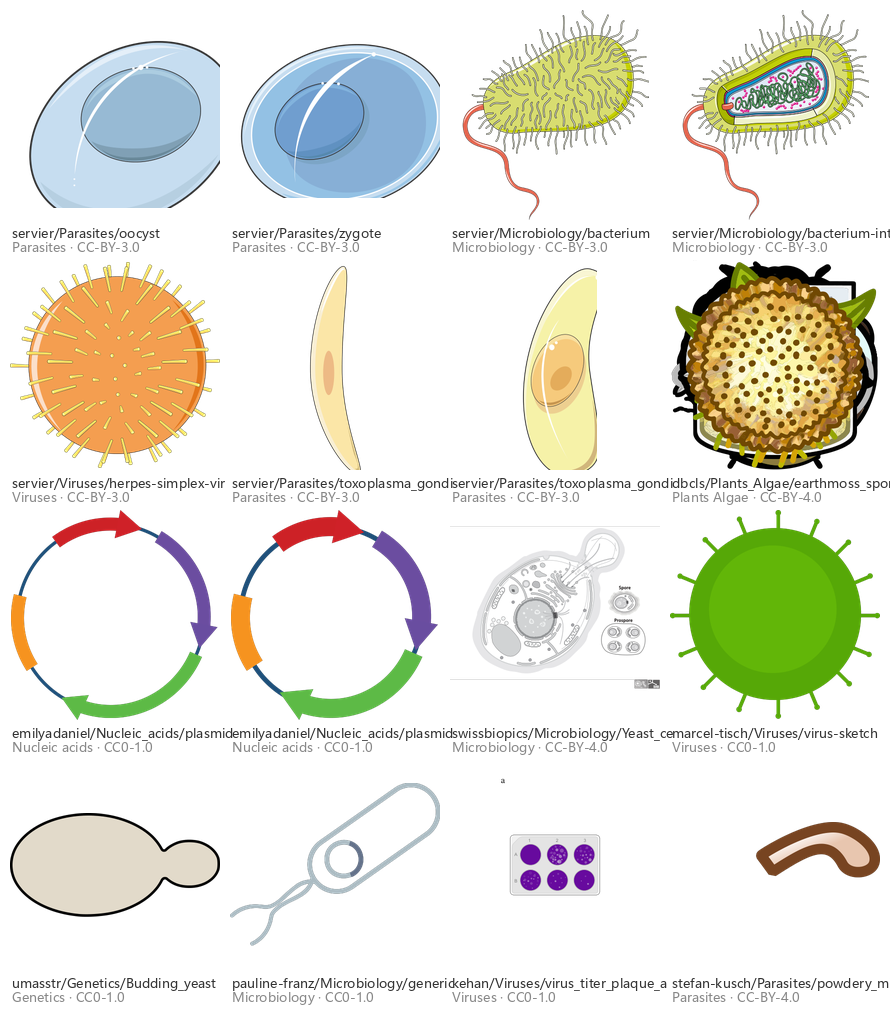 servier/Parasites/oocyst
Parasites · CC-BY-3.0
servier/Parasites/zygote
Parasites · CC-BY-3.0
servier/Microbiology/bacterium
Microbiology · CC-BY-3.0
servier/Microbiology/bacterium-int
Microbiology · CC-BY-3.0
servier/Viruses/herpes-simplex-vir
Viruses · CC-BY-3.0
servier/Parasites/toxoplasma_gondi
Parasites · CC-BY-3.0
servier/Parasites/toxoplasma_gondi
Parasites · CC-BY-3.0
dbcls/Plants_Algae/earthmoss_spor
Plants Algae · CC-BY-4.0
Spore
Prospore
emilyadaniel/Nucleic_acids/plasmid
Nucleic acids · CC0-1.0
emilyadaniel/Nucleic_acids/plasmid
Nucleic acids · CC0-1.0
swissbiopics/Microbiology/Yeast_ce
Microbiology · CC-BY-4.0
marcel-tisch/Viruses/virus-sketch
Viruses · CC0-1.0
a
1 2 3
A
B
umasstr/Genetics/Budding_yeast
Genetics · CC0-1.0
pauline-franz/Microbiology/generic
Microbiology · CC0-1.0
kehan/Viruses/virus_titer_plaque_a
Viruses · CC0-1.0
stefan-kusch/Parasites/powdery_m
Parasites · CC-BY-4.0